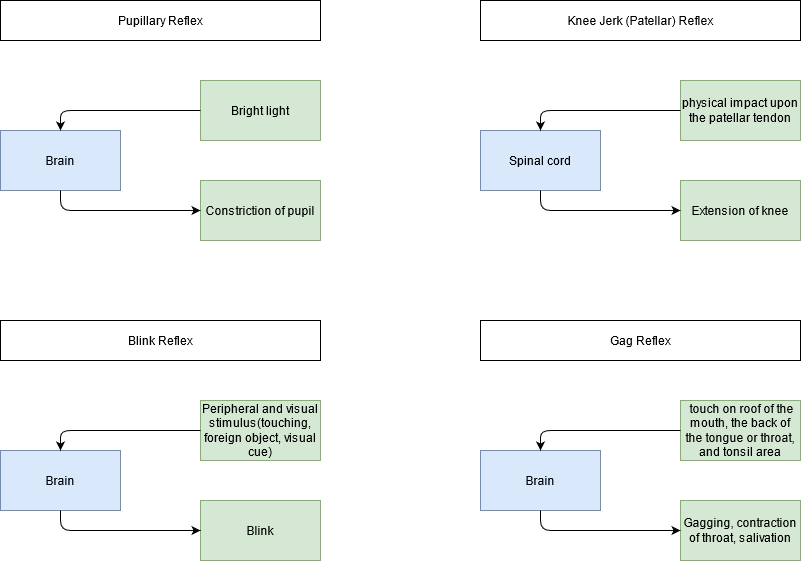 Pupillary Reflex
Knee Jerk (Patellar) Reflex
Bright light
physical impact upon
the patellar tendon
Brain
Spinal cord
Constriction of pupil
Extension of knee
Blink Reflex
Gag Reflex
Peripheral and visual
stimulus(touching,
foreign object, visual
cue)
touch on roof of the
mouth, the back of
the tongue or throat,
and tonsil area
Brain
Brain
Blink
Gagging, contraction
of throat, salivation